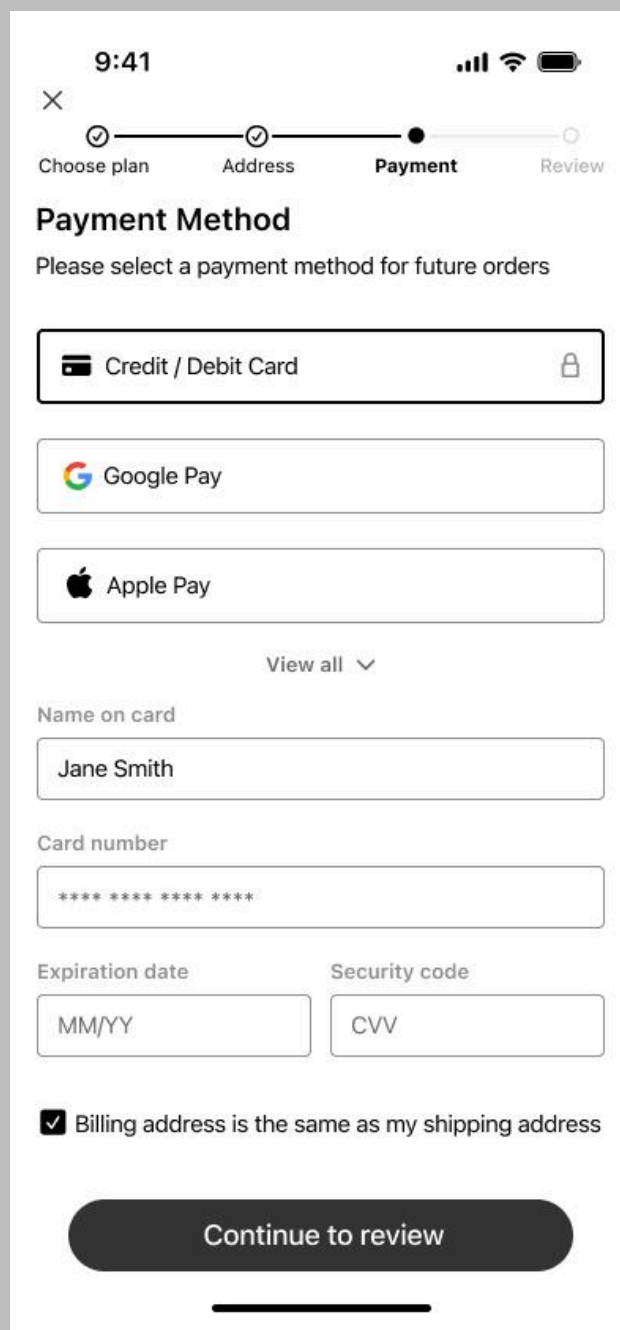 9:41
Choose plan Address Payment Review
Payment Method
Please select a payment method for future orders
Credit / Debit Card
Google Pay
Apple Pay
View all
Name on card
Jane Smith
Card number
**** **** **** ****
Expiration date Security code
MM/YY CVV
Billing address is the same as my shipping address
Continue to review